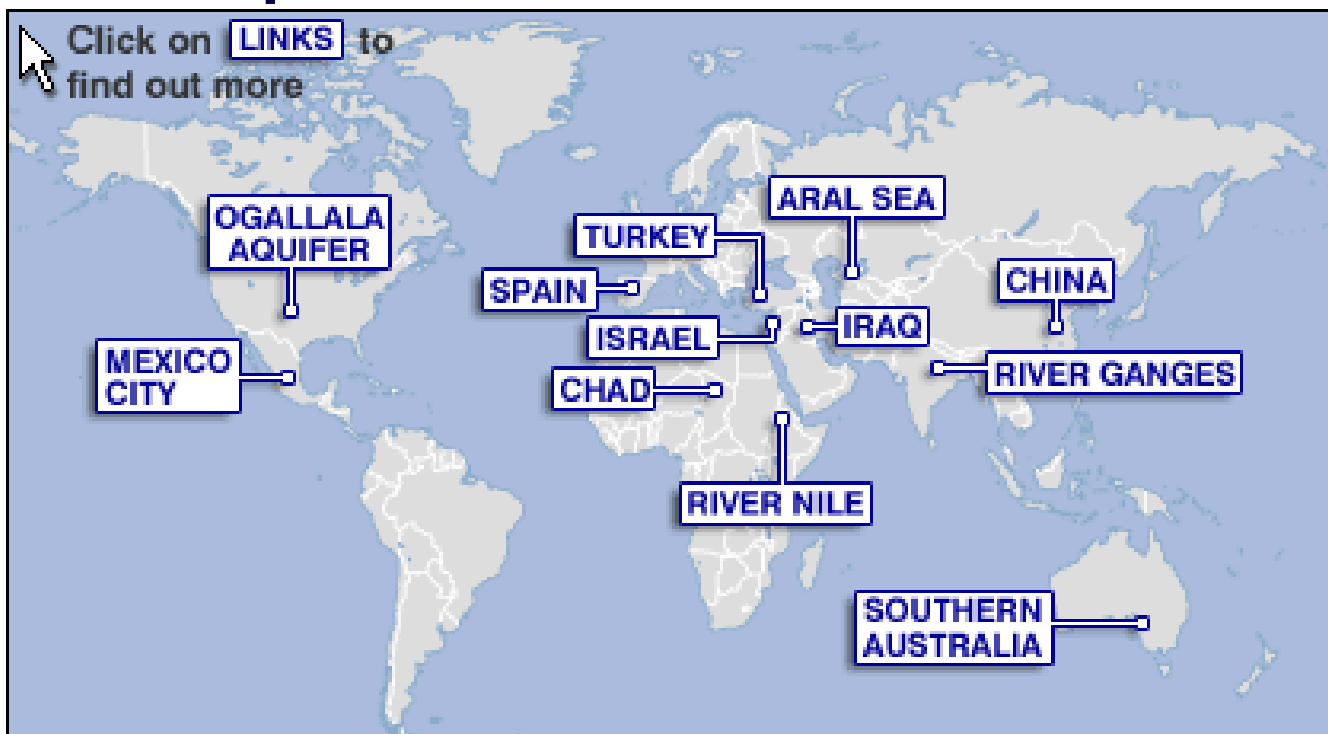 Click on LINKS to
find out more
ARAL SEA
OGALLALA
AQUIFER
TURKEY
CHINA
SPAIN
IRAQ
ISRAEL
MEXICO
CITY
RIVER GANGES
CHAD
RIVER NILE
SOUTHERN
AUSTRALIA